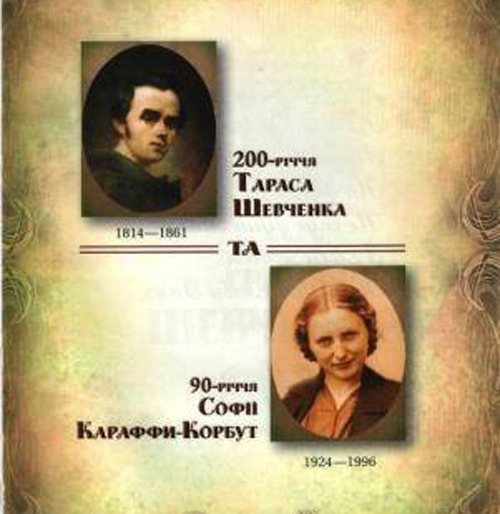 200-річчя
Тараса
Шевченка
1814—1861
ТА
90-річчя
Софії
Караффи-Корбут
1924—1996